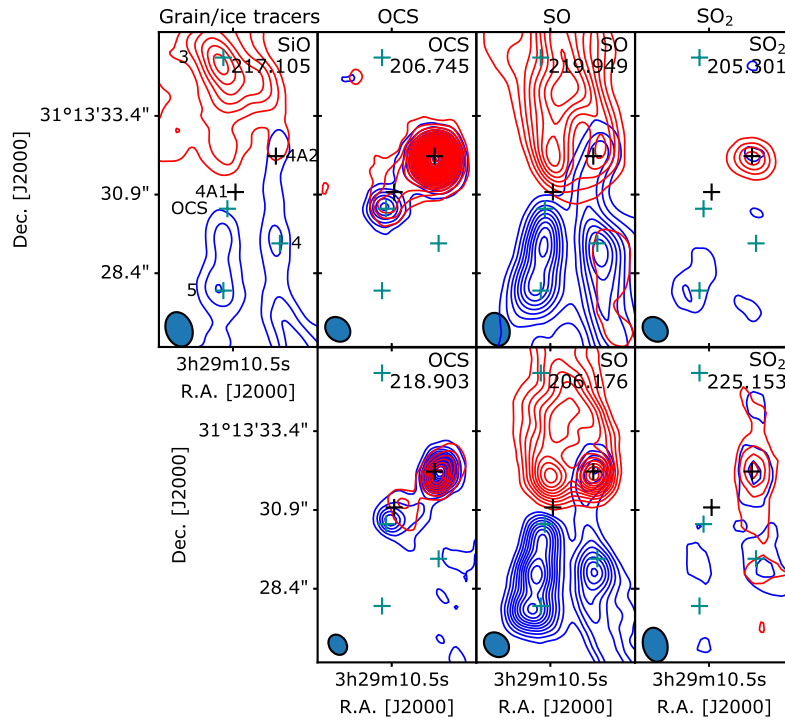 Grain/ice tracers OCS SO SO₂
SiO OCS SO SO₂
217.105 206.745 219.949 205.301
3
31°13'33.4"
4A2
4A1
30.9"
OCS
4
28.4"
5
Dec. [J2000]
3h29m10.5s
R.A. [J2000]
OCS SO SO₂
218.903 206.176 225.153
31°13'33.4"
30.9"
28.4"
Dec. [J2000]
3h29m10.5s 3h29m10.5s 3h29m10.5s
R.A. [J2000] R.A. [J2000] R.A. [J2000]